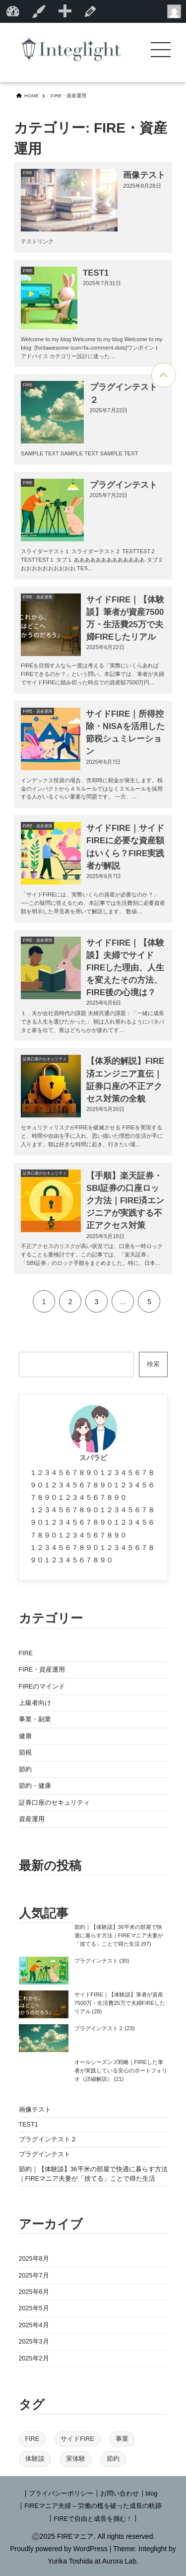 Integlight
HOME
FIRE・資産運用
カテゴリー: FIRE・資産
運用
FIRE
画像テスト
2025年8月28日
テストリンク
FIRE
TEST1
2025年7月31日
Welcome to my blog Welcome to my blog Welcome to my
blog [fontawesome icon=fa-comment-dots]ワンポイント
アドバイス カテゴリー設計に迷った…
FIRE
プラグインテスト
２
2025年7月22日
SAMPLE TEXT SAMPLE TEXT SAMPLE TEXT
FIRE
プラグインテスト
2025年7月22日
スライダーテスト１ スライダーテスト２ TESTTEST２
TESTTEST１ タブ１ ああああああああああああ タブ２
おおおおおおおおおお TES…
FIRE・資産運用
今から、
わたしは
どこへ
むかうのか
サイドFIRE｜【体験
談】筆者が資産7500
万・生活費25万で夫
婦FIREしたリアル
2025年6月22日
FIREを目指す人なら一度は考える「実際にいくらあれば
FIREできるのか？」という問い。本記事では、筆者が夫婦
でサイドFIREに踏み切った時点での資産額7500万円…
FIRE・資産運用
サイドFIRE｜所得控
除・NISAを活用した
節税シュミレーショ
ン
2025年6月7日
インデックス投資の場合、売却時に税金が発生します。税
金のインパクトから４％ルールではなく３％ルールを採用
する人がいるぐらい重要な問題です。 一方、…
FIRE・資産運用
サイドFIRE｜サイド
FIREに必要な資産額
はいくら？FIRE実践
者が解説
2025年6月7日
「サイドFIREには、実際いくらの資産が必要なのか？」
──この疑問に答えるため、本記事では生活費別に必要資産
額を明示した早見表を用いて解説します。 数値…
FIRE・資産運用
サイドFIRE｜【体験
談】夫婦でサイド
FIREした理由、人生
を変えたその方法、
FIRE後の心境は？
2025年6月6日
１．夫が会社員時代の課題 夫婦共通の課題：「一緒に成長
できる人生を選びたかった」 朝は入れ替わるようにバタバ
タと家を出て、夜はどちらかが疲れてす…
証券口座のセキュリティ
【体系的解説】FIRE
済エンジニア直伝｜
証券口座の不正アク
セス対策の全貌
2025年5月20日
セキュリティリスクがFIREを破滅させる FIREを実現する
と、時間や自由を手に入れ、思い描いた理想の生活が手に
入ります。朝は好きな時間に起き、行きたい場…
証券口座のセキュリティ
【手順】楽天証券・
SBI証券の口座ロッ
ク方法｜FIRE済エン
ジニアが実践する不
正アクセス対策
2025年5月18日
不正アクセスのリスクが高い状況では、口座を一時ロック
することも要検討です。この記事では、「楽天証券」
「SBI証券」のロック手順をまとめました。特に、日本…
1 2 3 … 5
検索
スパラピ
１２３４５６７８９０１２３４５６７８
９０１２３４５６７８９０１２３４５６
７８９０１２３４５６７８９０
１２３４５６７８９０１２３４５６７８
９０１２３４５６７８９０１２３４５６
７８９０１２３４５６７８９０
１２３４５６７８９０１２３４５６７８
９０１２３４５６７８９０
カテゴリー
FIRE
FIRE・資産運用
FIREのマインド
上級者向け
事業・副業
健康
節税
節約
節約・健康
証券口座のセキュリティ
資産運用
最新の投稿
人気記事
節約｜【体験談】36平米の部屋で快
適に暮らす方法｜FIREマニア夫妻が
「捨てる」ことで得た生活 (97)
プラグインテスト (30)
サイドFIRE｜【体験談】筆者が資産
7500万・生活費25万で夫婦FIREした
リアル (28)
プラグインテスト２ (23)
オールシーズンズ戦略｜FIREした筆
者が実践している安心のポートフォリ
オ（詳細解説） (21)
画像テスト
TEST1
プラグインテスト２
プラグインテスト
節約｜【体験談】36平米の部屋で快適に暮らす方法
｜FIREマニア夫妻が「捨てる」ことで得た生活
アーカイブ
2025年8月
2025年7月
2025年6月
2025年5月
2025年4月
2025年3月
2025年2月
タグ
FIRE サイドFIRE 事業
体験談 実体験 節約
| プラグインポリシー | お問い合わせ | blog
| FIREマニア夫婦－労働の檻を破った成長の軌跡
| FIREで自由と成長を掴む！ |
©2025 FIREマニア. All rights reserved.
Proudly powered by WordPress | Theme: Integlight by
Yukiba Toshida at Aurora Lab.